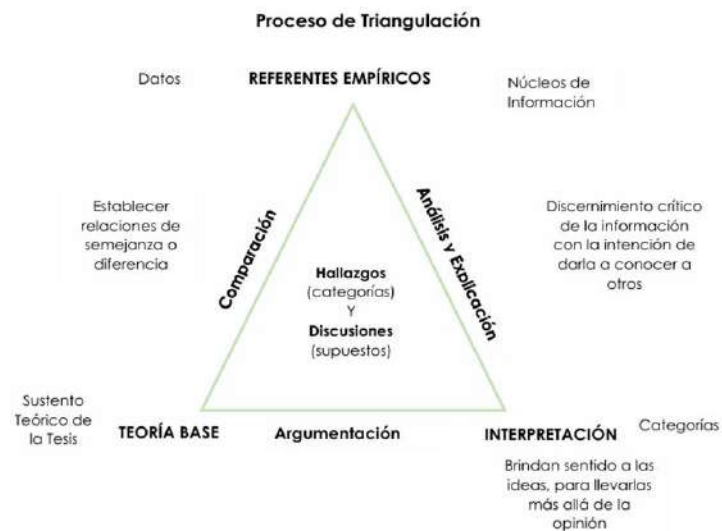 Proceso de Triangulación
Datos
REFERENTES EMPÍRICOS
Núcleos de
Información
Establecer
relaciones de
semejanza o
diferencia
Comparación
Análisis y Explicación
Discernimiento crítico
de la información
con la intención de
darla a conocer a
otros
Hallazgos
(categorías)
Y
Discusiones
(supuestos)
Sustento
Teórico de
la Tesis
TEORÍA BASE
Argumentación
INTERPRETACIÓN
Categorías
Brindan sentido a las
ideas, para llevarlas
más allá de la
opinión